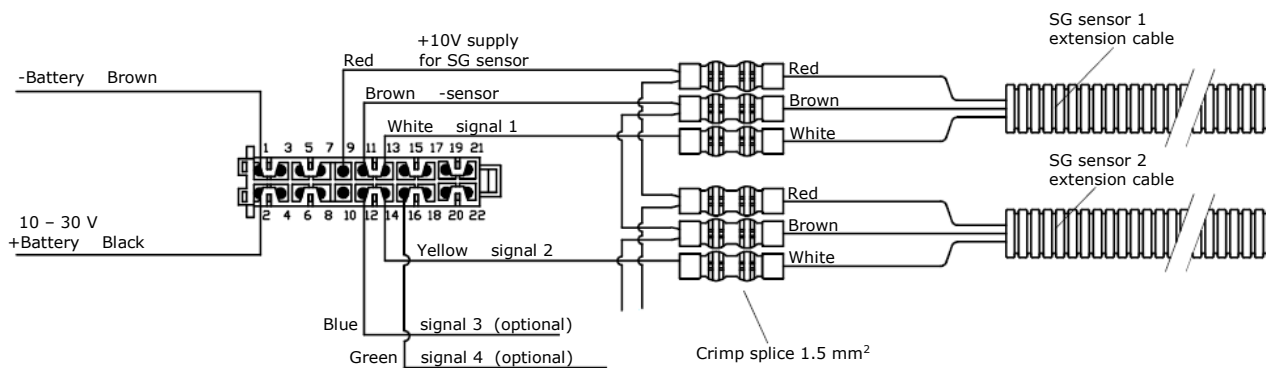 SG sensor 1
extension cable
+10V supply
for SG sensor
Red
Red
-Battery Brown
Brown -sensor
Brown
White signal 1
White
1 3 5 7 9 11 13 15 17 19 21
SG sensor 2
extension cable
Red
2 4 6 8 10 12 14 16 18 20 22
10 – 30 V
+Battery Black
Brown
Yellow signal 2
White
Blue signal 3 (optional)
Green signal 4 (optional)
Crimp splice 1.5 mm²